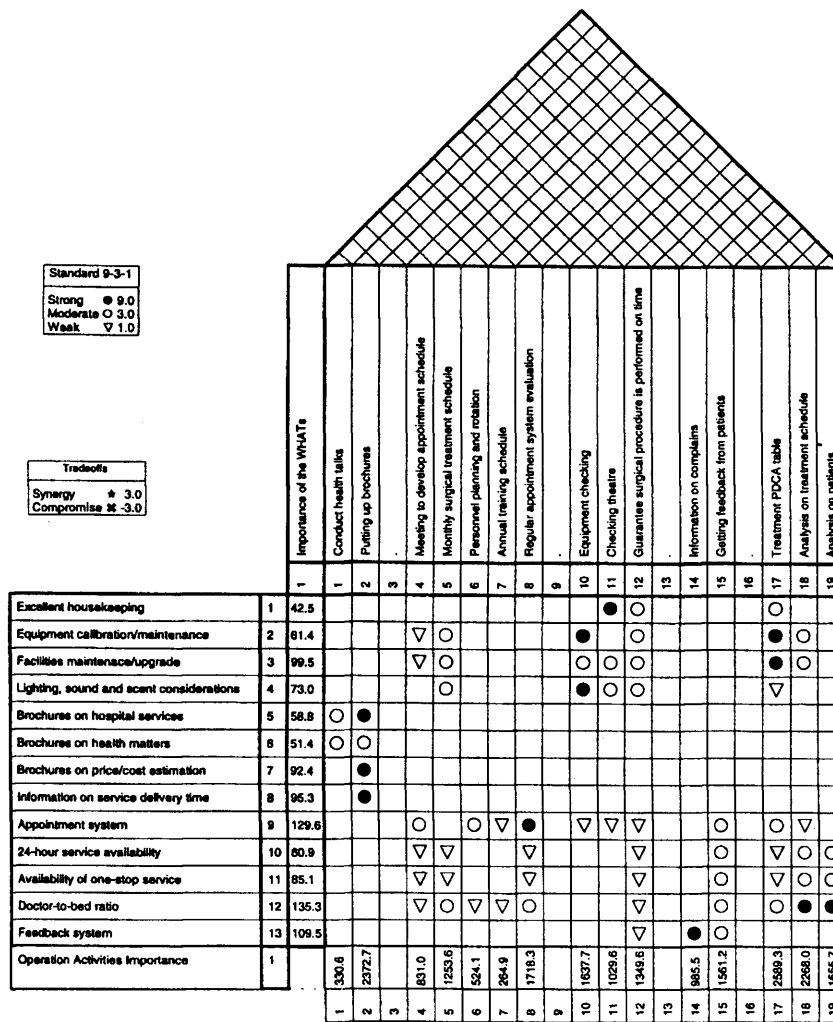 Standard 9-3-1
Strong ● 9.0
Moderate ○ 3.0
Weak ▽ 1.0
Tradeoffs
Synergy ★ 3.0
Compromise ✖ -3.0
Importance of the WHATs
Conduct health talks
Putting up brochures
.
Meeting to develop appointment schedule
Monthly surgical treatment schedule
Personnel planning and rotation
Annual training schedule
Regular appointment system evaluation
.
Equipment checking
Checking theatre
Guarantee surgical procedure is performed on time
.
Information on complains
Getting feedback from patients
.
Treatment PDCA table
Analysis on treatment schedule
Analysis on patients
1 1 2 3 4 5 6 7 8 9 10 11 12 13 14 15 16 17 18 19
Excellent housekeeping 1 42.5 ● ○ ○
Equipment calibration/maintenance 2 61.4 ▽ ○ ● ○ ● ○
Facilities maintenace/upgrade 3 99.5 ▽ ○ ○ ○ ○ ● ○
Lighting, sound and scent considerations 4 73.0 ○ ● ○ ○ ▽
Brochures on hospital services 5 58.8 ○ ●
Brochures on health matters 6 51.4 ○ ○
Brochures on price/cost estimation 7 92.4 ●
Information on service delivery time 8 95.3 ●
Appointment system 9 129.6 ○ ○ ▽ ● ▽ ▽ ▽ ○ ○ ▽
24-hour service availability 10 60.9 ▽ ▽ ▽ ▽ ○ ▽ ○ ○
Availability of one-stop service 11 85.1 ▽ ▽ ▽ ▽ ○ ▽ ○ ○
Doctor-to-bed ratio 12 135.3 ▽ ○ ▽ ▽ ○ ▽ ○ ○ ● ●
Feedback system 13 109.5 ▽ ● ○
Operation Activities Importance 1 330.6 2372.7 831.0 1253.6 524.1 264.9 1718.3 1637.7 1029.6 1349.6 985.5 1561.2 2589.3 2268.0 1655.7
1 2 3 4 5 6 7 8 9 10 11 12 13 14 15 16 17 18 19